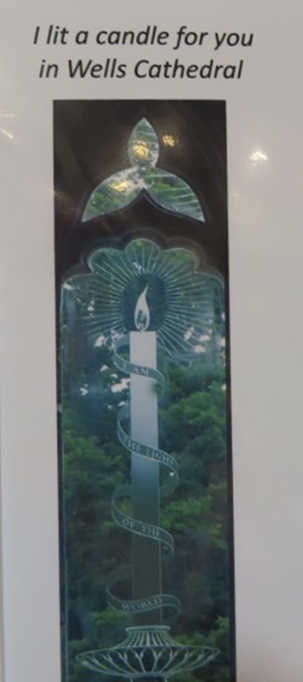 I lit a candle for you
in Wells Cathedral
I AM
THE LIGHT
OF THE
WORLD